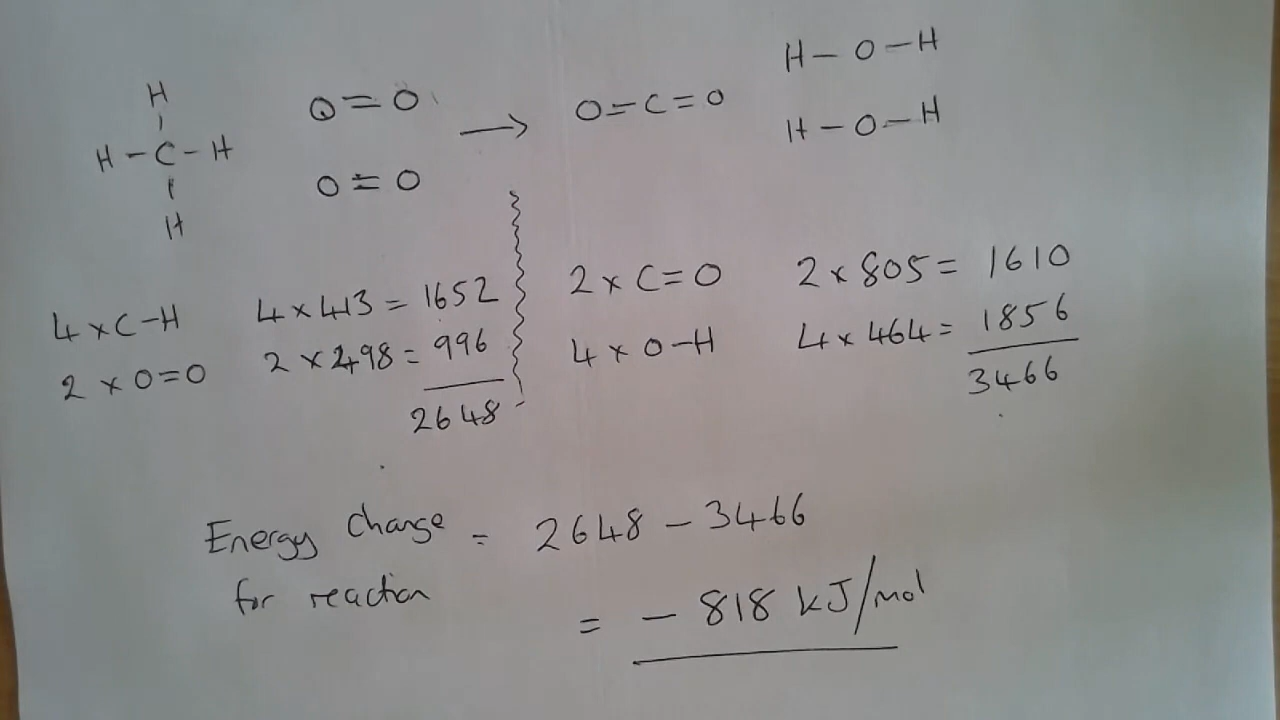 H
H - C - H
H
O = O
O = O
→
O = C = O
H - O - H
H - O - H
4 x C-H
2 x O=O
4 x 413 = 1652
2 x 498 = 996
2648
2 x C=O
4 x O-H
2 x 805 = 1610
4 x 464 = 1856
3466
Energy change for reaction = 2648 - 3466
= - 818 kJ/mol